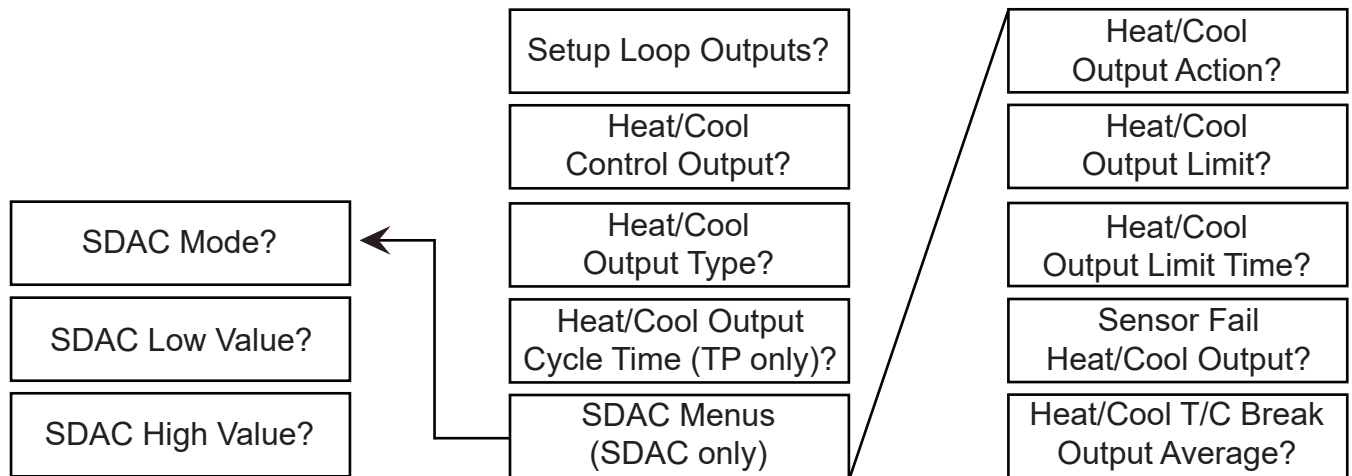 Setup Loop Outputs?
Heat/Cool
Control Output?
Heat/Cool
Output Type?
Heat/Cool Output
Cycle Time (TP only)?
SDAC Menus
(SDAC only)
SDAC Mode?
SDAC Low Value?
SDAC High Value?
Heat/Cool
Output Action?
Heat/Cool
Output Limit?
Heat/Cool
Output Limit Time?
Sensor Fail
Heat/Cool Output?
Heat/Cool T/C Break
Output Average?